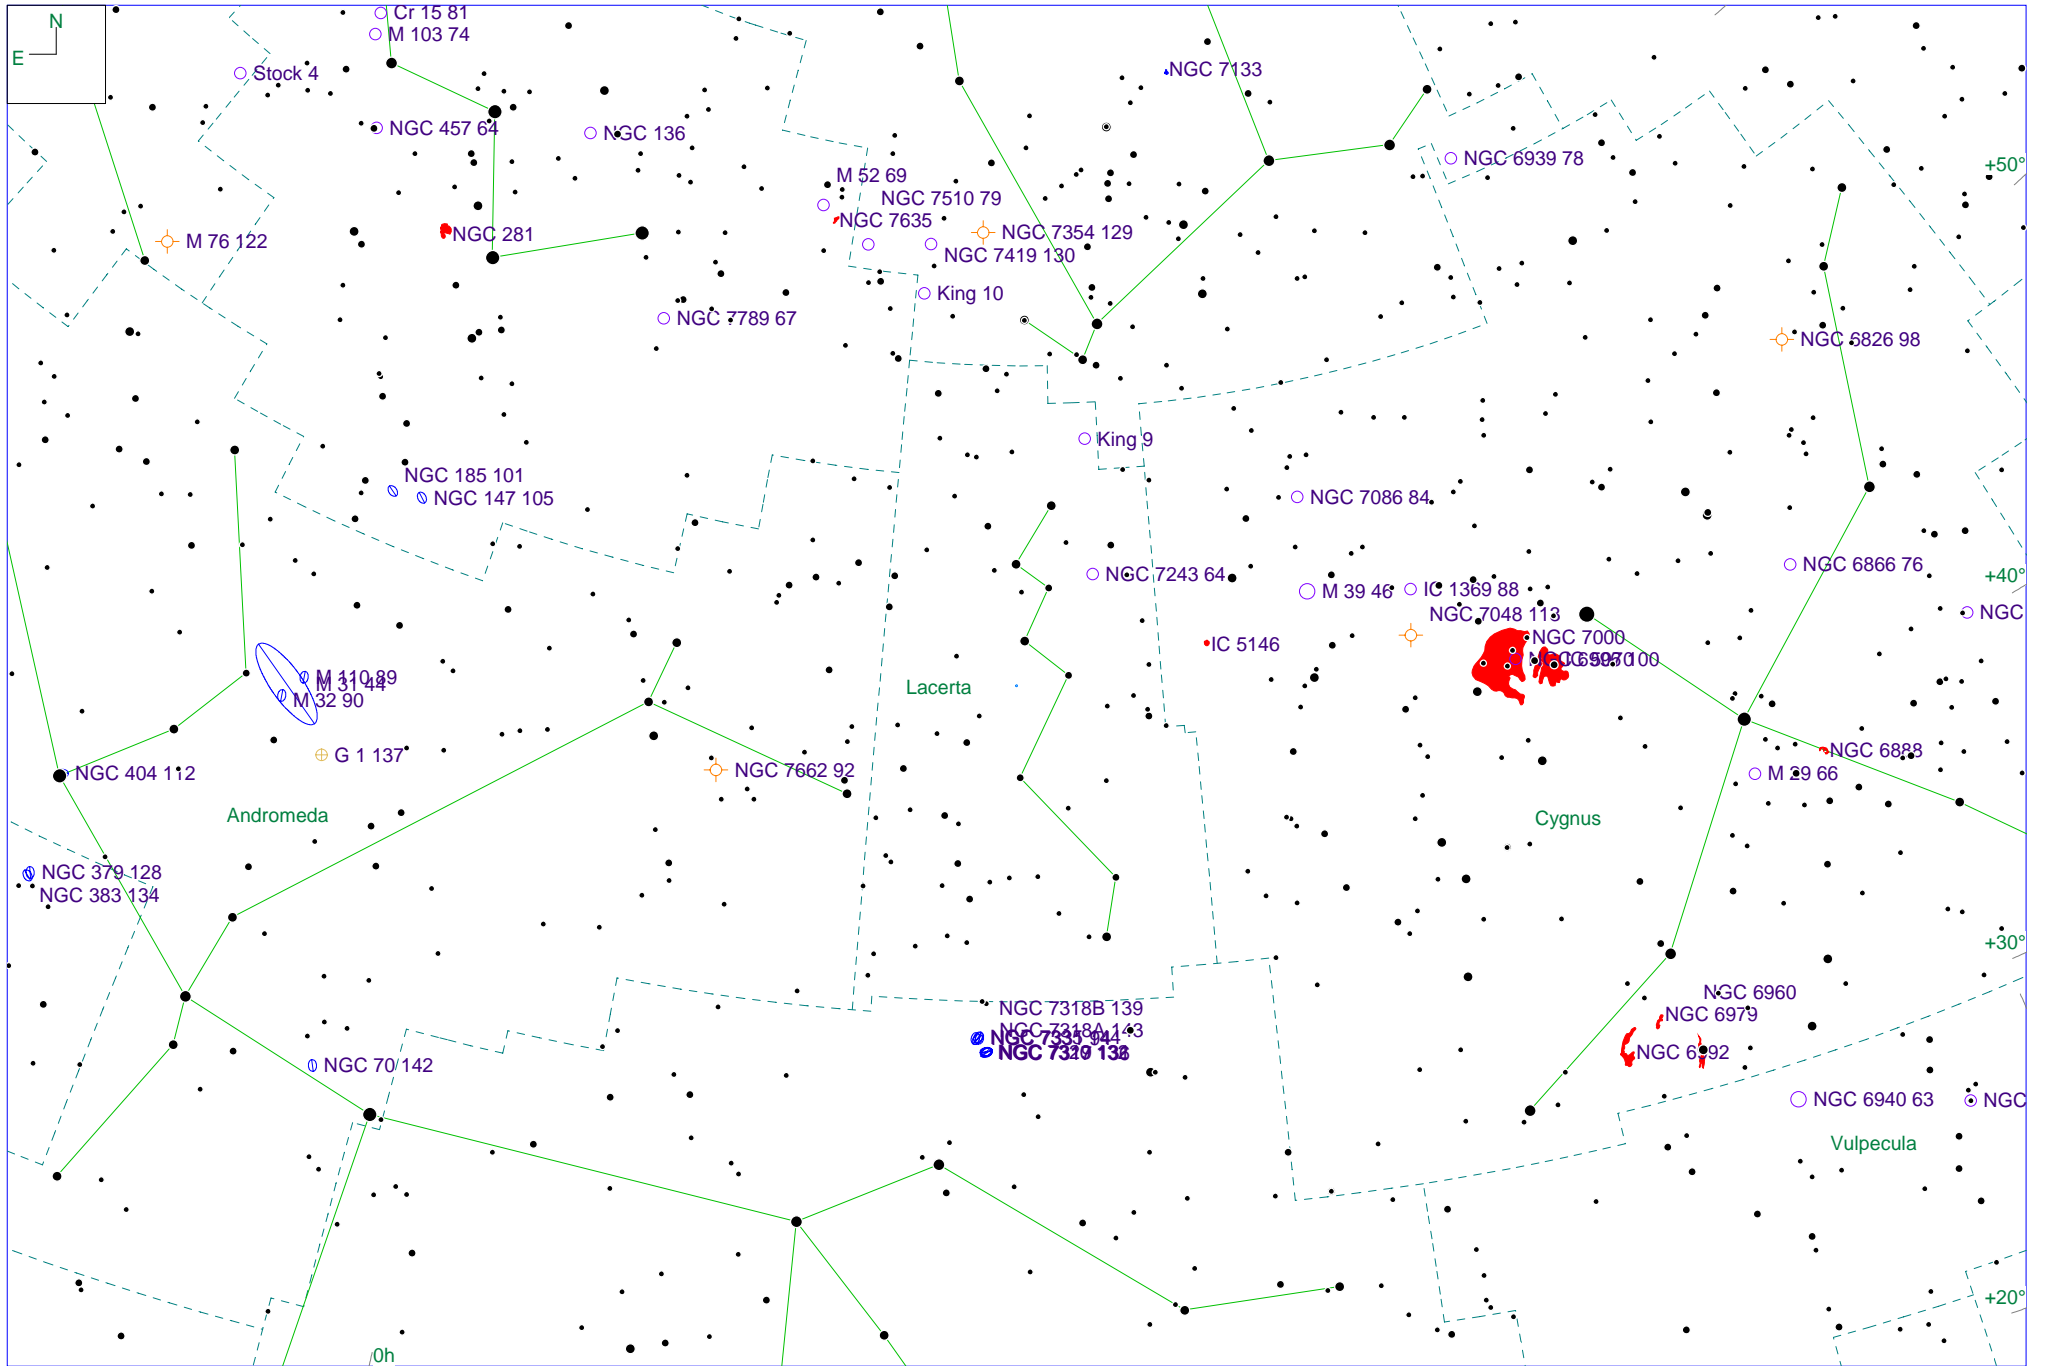 Cr 15 81
N
M 103 74
E
Stock 4
NGC 7133
NGC 457 64
NGC 136
NGC 6939 78
+50°
M 52 69
NGC 7510 79
NGC 7635
NGC 281
NGC 7354 129
M 76 122
NGC 7419 130
King 10
NGC 7789 67
NGC 6826 98
King 9
NGC 185 101
NGC 147 105
NGC 7086 84
NGC 6866 76
NGC 7243 64
+40°
M 39 46
IC 1369 88
NGC
NGC 7048 113
NGC 7000
IC 5146
M 110 89
M 31 44
Lacerta
M 32 90
NGC 6888
G 1 137
NGC 7662 92
NGC 404 112
M 29 66
Andromeda
Cygnus
NGC 379 128
NGC 383 134
+30°
NGC 6960
NGC 7318B 139
NGC 6979
NGC 7318A 143
NGC 6992
NGC 70 142
NGC 6940 63
NGC
Vulpecula
+20°
0h